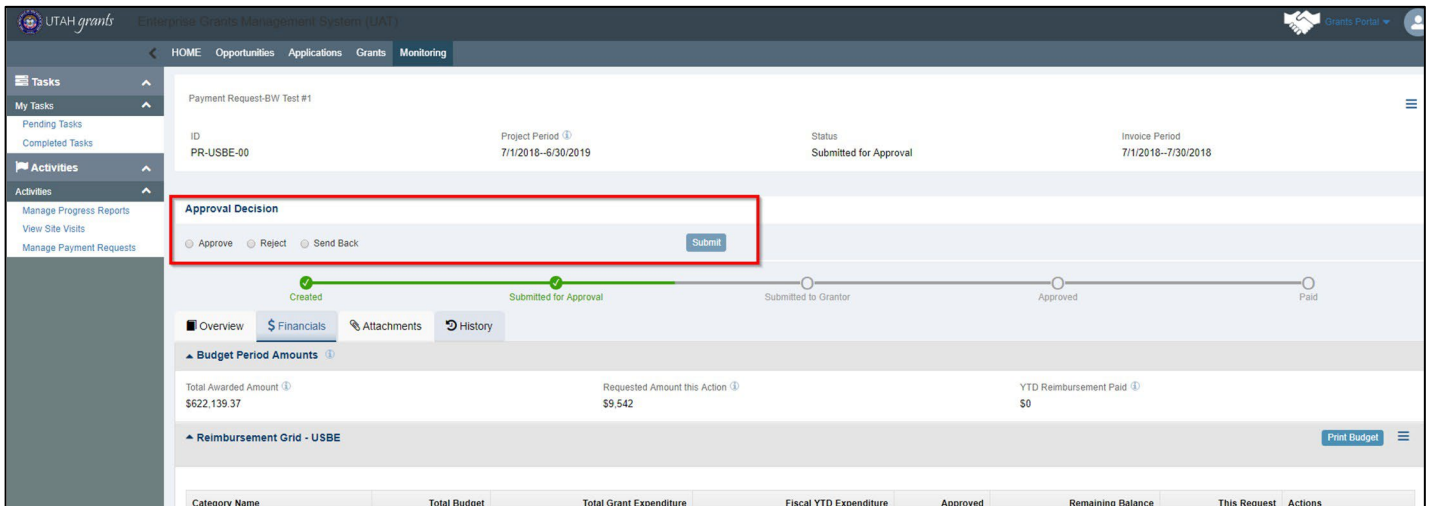 UTAH grants Enterprise Grants Management System (UAT) Grants Portal
HOME Opportunities Applications Grants Monitoring
Tasks
My Tasks
Pending Tasks
Completed Tasks
Activities
Activities
Manage Progress Reports
View Site Visits
Manage Payment Requests
Payment Request-BW Test #1
ID Project Period Status Invoice Period
PR-USBE-00 7/1/2018--6/30/2019 Submitted for Approval 7/1/2018--7/30/2018
Approval Decision
Approve Reject Send Back Submit
Created Submitted for Approval Submitted to Grantor Approved Paid
Overview $ Financials Attachments History
Budget Period Amounts
Total Awarded Amount Requested Amount this Action YTD Reimbursement Paid
$622,139.37 $9,542 $0
Reimbursement Grid - USBE Print Budget
Category Name Total Budget Total Grant Expenditure Fiscal YTD Expenditure Approved Remaining Balance This Request Actions